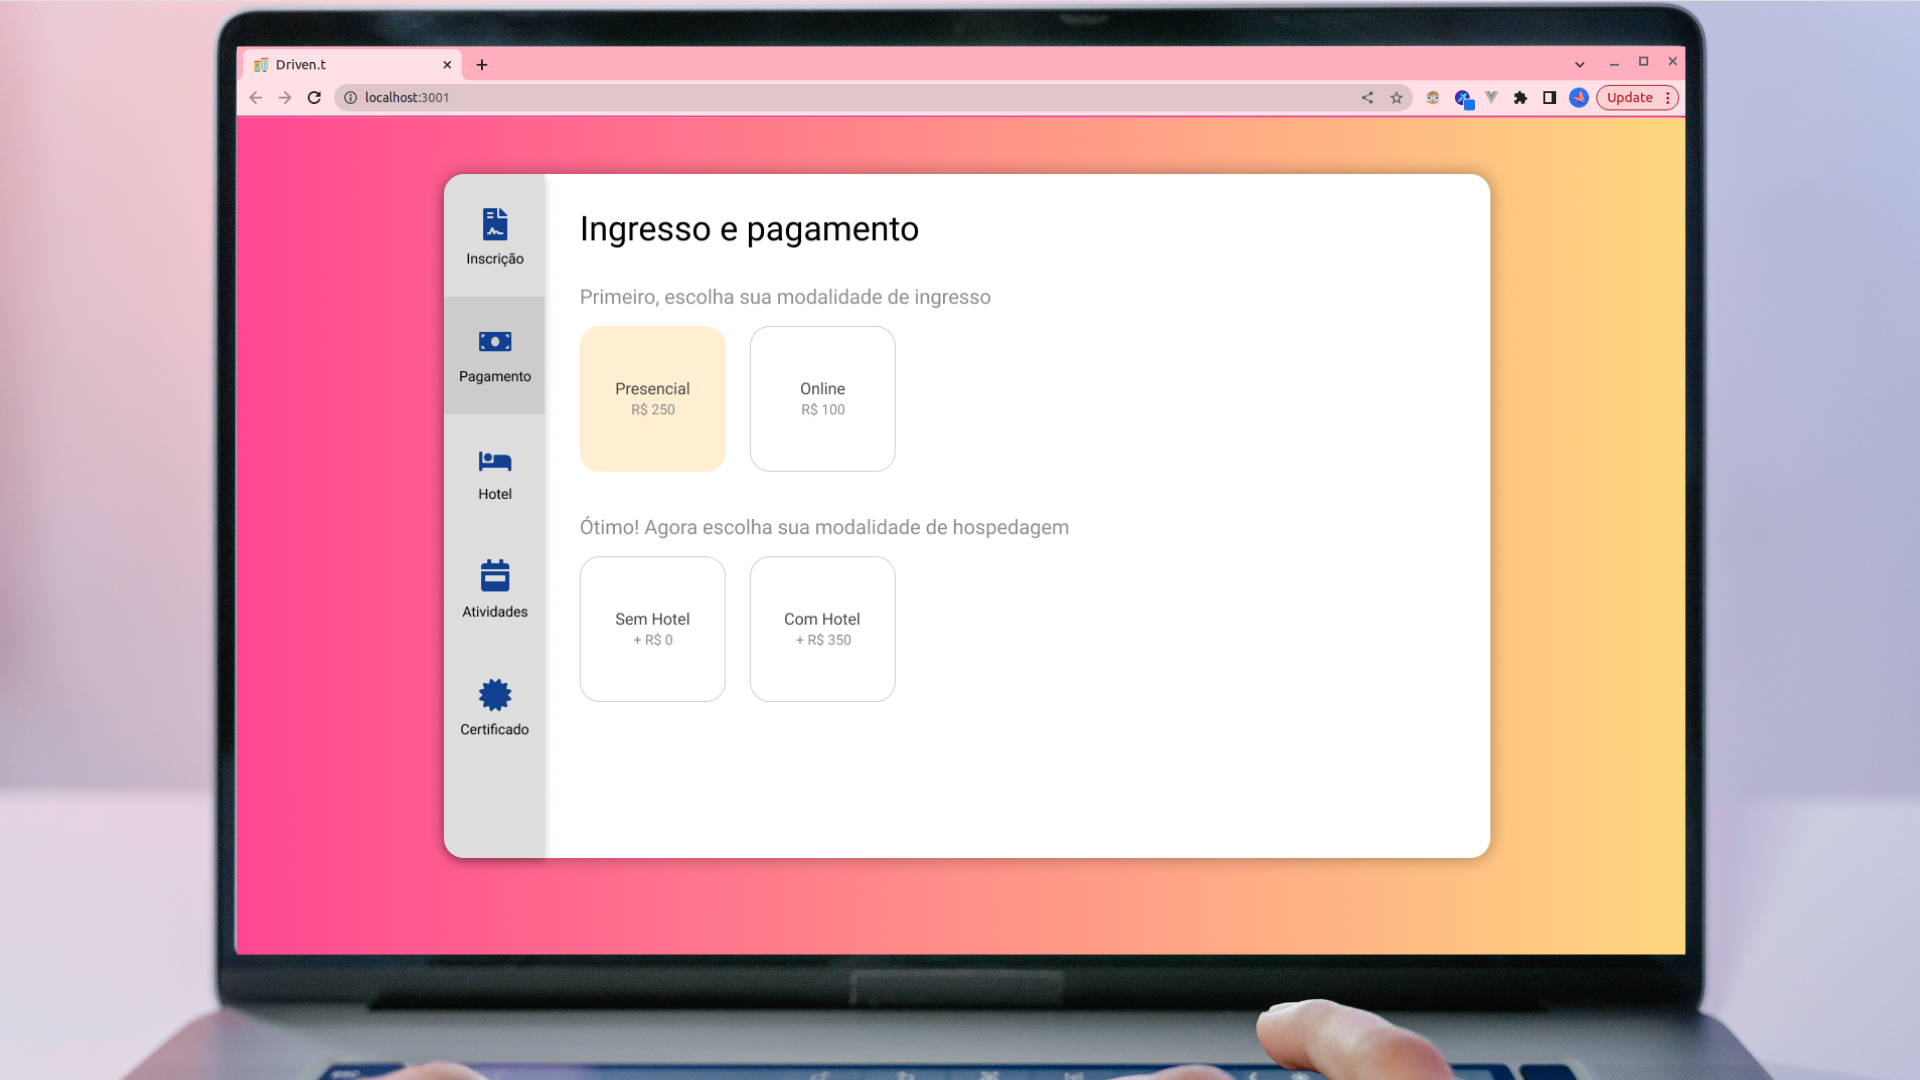 Driven.t
localhost:3001
Update
Inscrição
Pagamento
Hotel
Atividades
Certificado
Ingresso e pagamento
Primeiro, escolha sua modalidade de ingresso
Presencial
R$ 250
Online
R$ 100
Ótimo! Agora escolha sua modalidade de hospedagem
Sem Hotel
+ R$ 0
Com Hotel
+ R$ 350